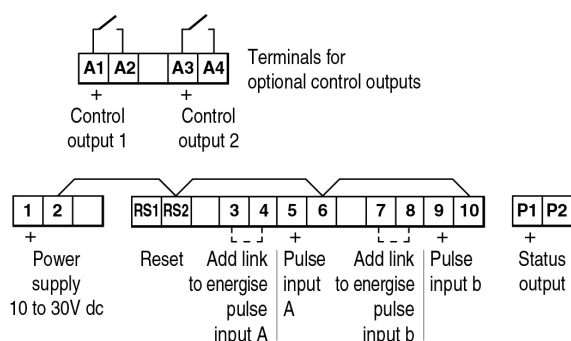 A1 A2 A3 A4
Terminals for
optional control outputs
+ +
Control
output 1
Control
output 2
1 2 RS1 RS2 3 4 5 6 7 8 9 10 P1 P2
+ + + +
Power
supply
10 to 30V dc
Reset
Add link
to energise
pulse
input A
Pulse
input
A
Add link
to energise
pulse
input b
Pulse
input b
Status
output